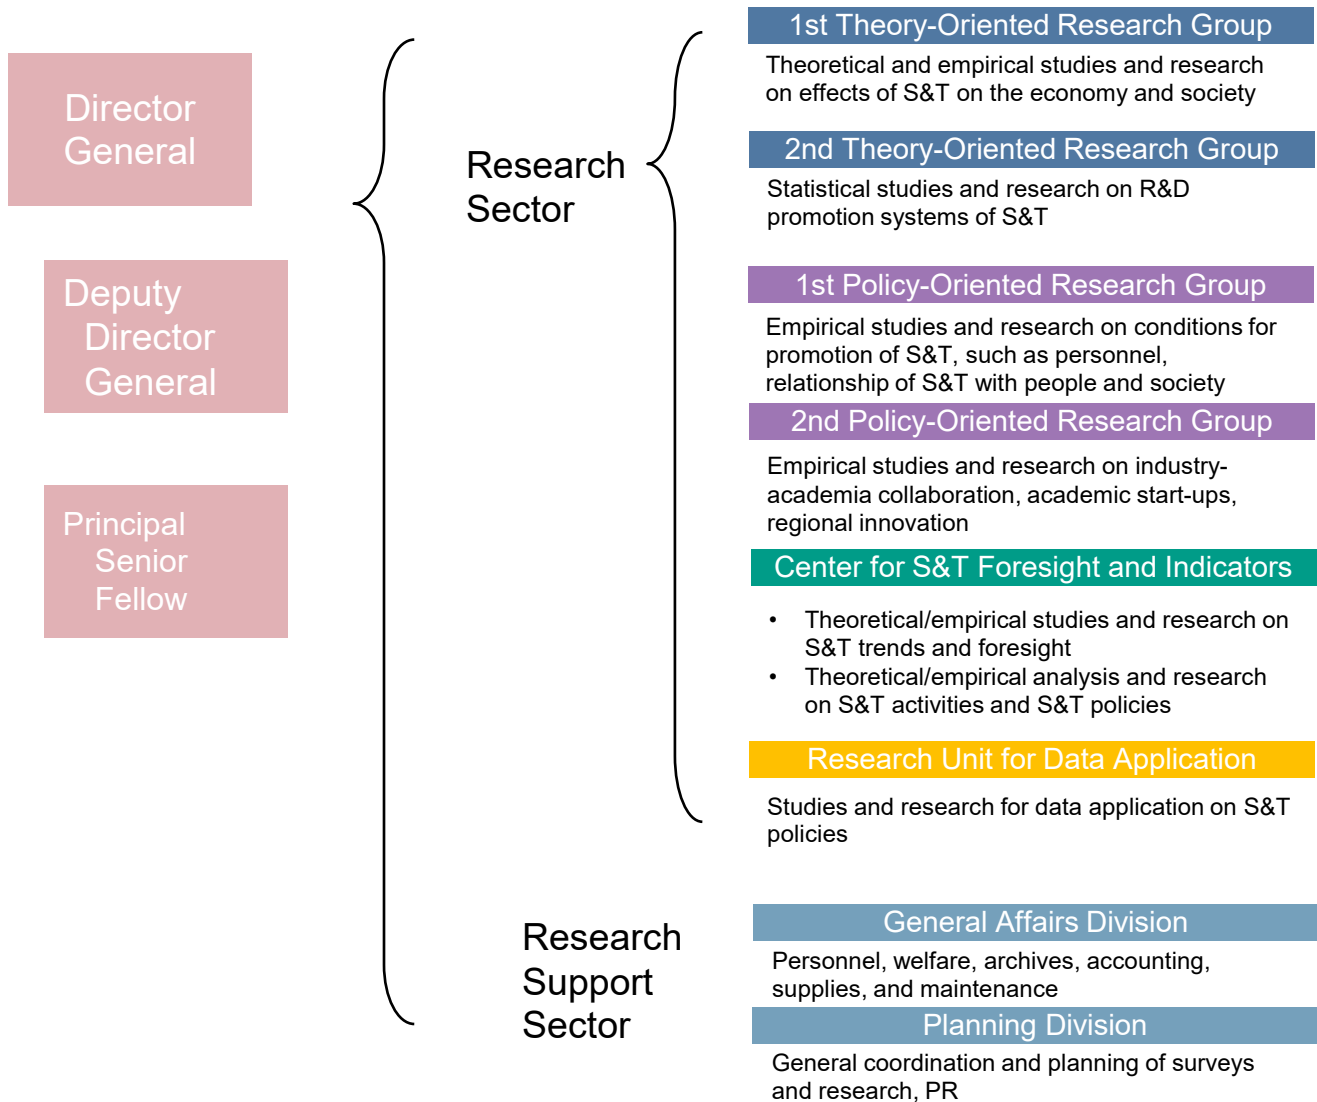 Director
General
Deputy
Director
General
Principal
Senior
Fellow
Research
Sector
1st Theory-Oriented Research Group
Theoretical and empirical studies and research
on effects of S&T on the economy and society
2nd Theory-Oriented Research Group
Statistical studies and research on R&D
promotion systems of S&T
1st Policy-Oriented Research Group
Empirical studies and research on conditions for
promotion of S&T, such as personnel,
relationship of S&T with people and society
2nd Policy-Oriented Research Group
Empirical studies and research on industry-
academia collaboration, academic start-ups,
regional innovation
Center for S&T Foresight and Indicators
• Theoretical/empirical studies and research on
S&T trends and foresight
• Theoretical/empirical analysis and research
on S&T activities and S&T policies
Research Unit for Data Application
Studies and research for data application on S&T
policies
Research
Support
Sector
General Affairs Division
Personnel, welfare, archives, accounting,
supplies, and maintenance
Planning Division
General coordination and planning of surveys
and research, PR